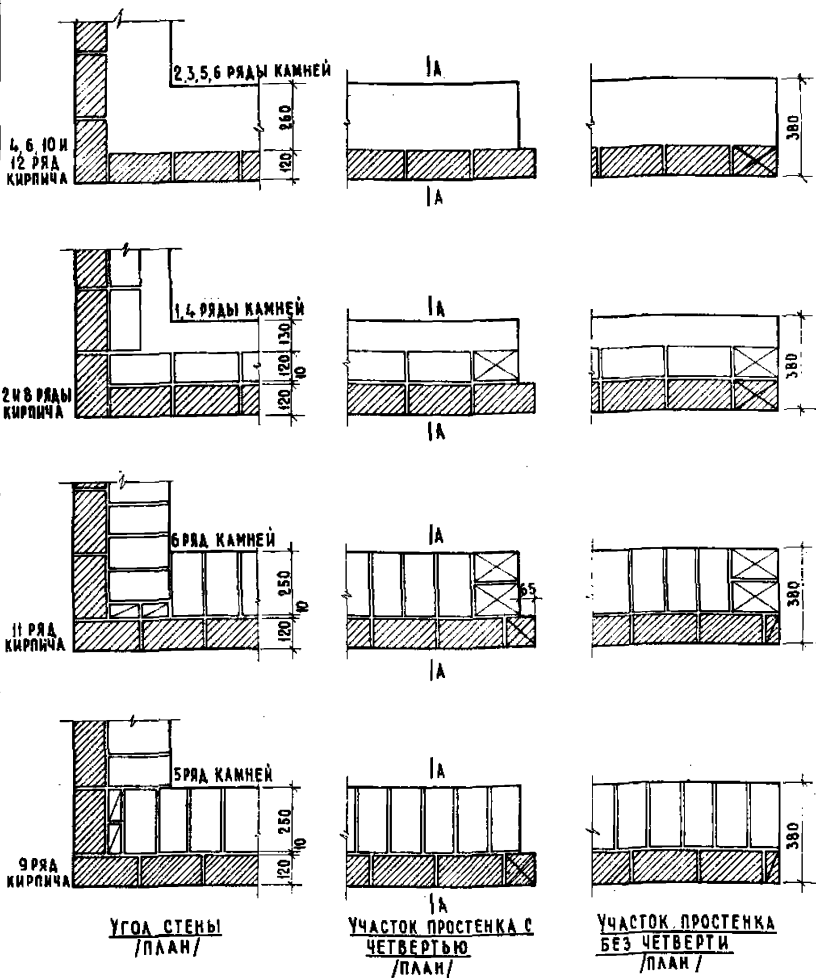 2,3,5,6 РЯДЫ КАМНЕЙ
А
260
120
380
4, 6, 10 И
12 РЯД
КИРПИЧА
А
1,4 РЯДЫ КАМНЕЙ
А
130
120
10
120
380
2 И 8 РЯДЫ
КИРПИЧА
А
6 РЯД КАМНЕЙ
А
250
10
120
65
380
11 РЯД
КИРПИЧА
А
5 РЯД КАМНЕЙ
А
250
10
120
380
9 РЯД
КИРПИЧА
А
УГОЛ СТЕНЫ
/ПЛАН/
УЧАСТОК ПРОСТЕНКА С
ЧЕТВЕРТЬЮ
/ПЛАН/
УЧАСТОК ПРОСТЕНКА
БЕЗ ЧЕТВЕРТИ
/ПЛАН/